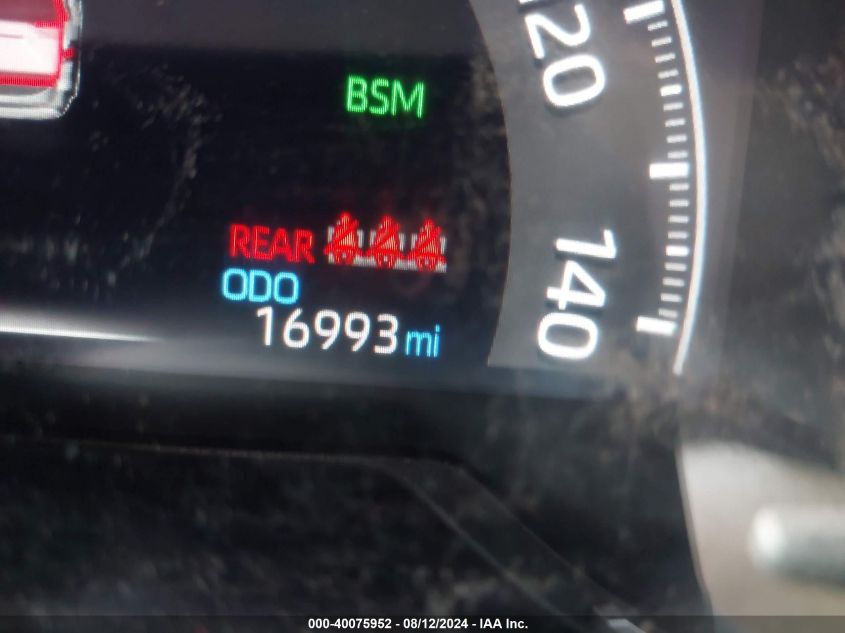 120
BSM
140
REAR
ODO
16993 mi
000-40075952 - 08/12/2024 - IAA Inc.